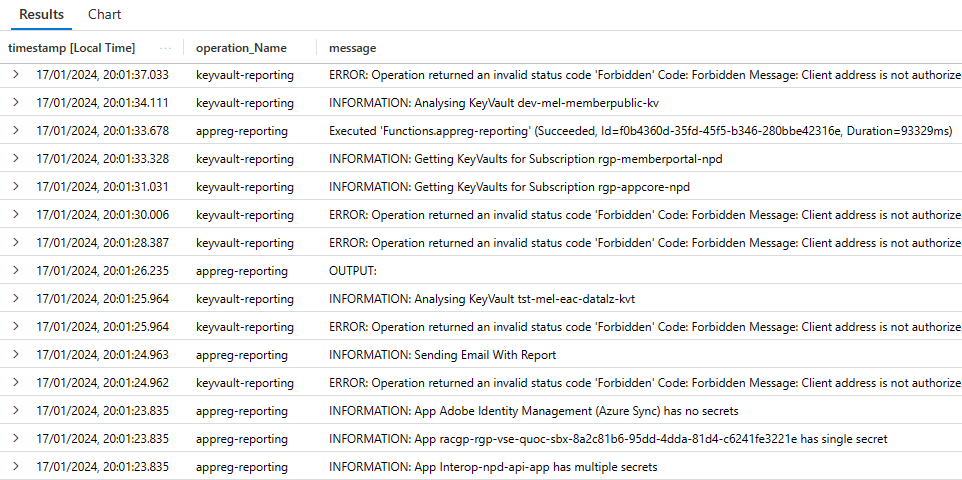 Results Chart
timestamp [Local Time] ... operation_Name message
17/01/2024, 20:01:37.033 keyvault-reporting ERROR: Operation returned an invalid status code 'Forbidden' Code: Forbidden Message: Client address is not authorize
17/01/2024, 20:01:34.111 keyvault-reporting INFORMATION: Analysing KeyVault dev-mel-memberpublic-kv
17/01/2024, 20:01:33.678 appreg-reporting Executed 'Functions.appreg-reporting' (Succeeded, Id=f0b4360d-35fd-45f5-b346-280bbe42316e, Duration=93329ms)
17/01/2024, 20:01:33.328 keyvault-reporting INFORMATION: Getting KeyVaults for Subscription rgp-memberportal-npd
17/01/2024, 20:01:31.031 keyvault-reporting INFORMATION: Getting KeyVaults for Subscription rgp-appcore-npd
17/01/2024, 20:01:30.006 keyvault-reporting ERROR: Operation returned an invalid status code 'Forbidden' Code: Forbidden Message: Client address is not authorize
17/01/2024, 20:01:28.387 keyvault-reporting ERROR: Operation returned an invalid status code 'Forbidden' Code: Forbidden Message: Client address is not authorize
17/01/2024, 20:01:26.235 appreg-reporting OUTPUT:
17/01/2024, 20:01:25.964 keyvault-reporting INFORMATION: Analysing KeyVault tst-mel-eac-datalz-kvt
17/01/2024, 20:01:25.964 keyvault-reporting ERROR: Operation returned an invalid status code 'Forbidden' Code: Forbidden Message: Client address is not authorize
17/01/2024, 20:01:24.963 appreg-reporting INFORMATION: Sending Email With Report
17/01/2024, 20:01:24.962 keyvault-reporting ERROR: Operation returned an invalid status code 'Forbidden' Code: Forbidden Message: Client address is not authorize
17/01/2024, 20:01:23.835 appreg-reporting INFORMATION: App Adobe Identity Management (Azure Sync) has no secrets
17/01/2024, 20:01:23.835 appreg-reporting INFORMATION: App racgp-rgp-vse-quoc-sbx-8a2c81b6-95dd-4dda-81d4-c6241fe3221e has single secret
17/01/2024, 20:01:23.835 appreg-reporting INFORMATION: App Interop-npd-api-app has multiple secrets